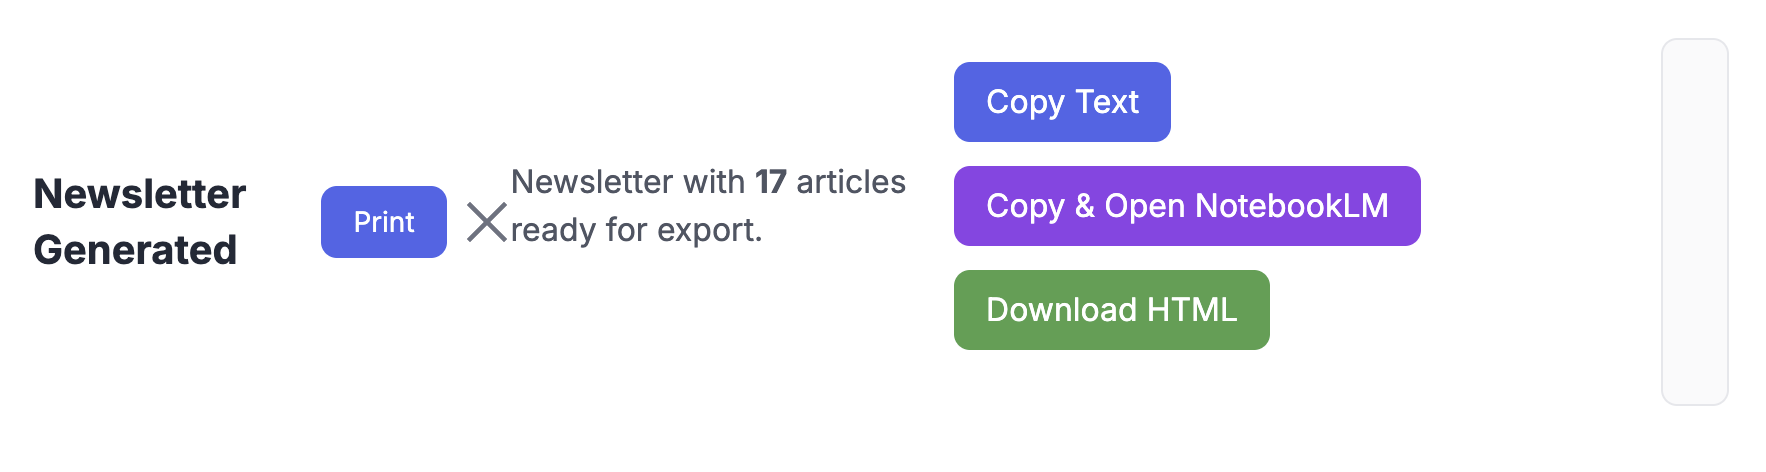 Newsletter
Generated
Print
Newsletter with 17 articles
ready for export.
Copy Text
Copy & Open NotebookLM
Download HTML